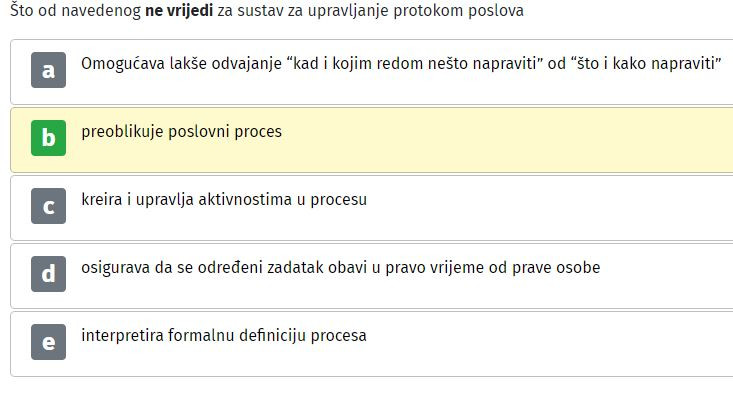 Što od navedenog ne vrijedi za sustav za upravljanje protokom poslova
a Omogućava lakše odvajanje “kad i kojim redom nešto napraviti” od “što i kako napraviti”
b preoblikuje poslovni proces
c kreira i upravlja aktivnostima u procesu
d osigurava da se određeni zadatak obavi u pravo vrijeme od prave osobe
e interpretira formalnu definiciju procesa